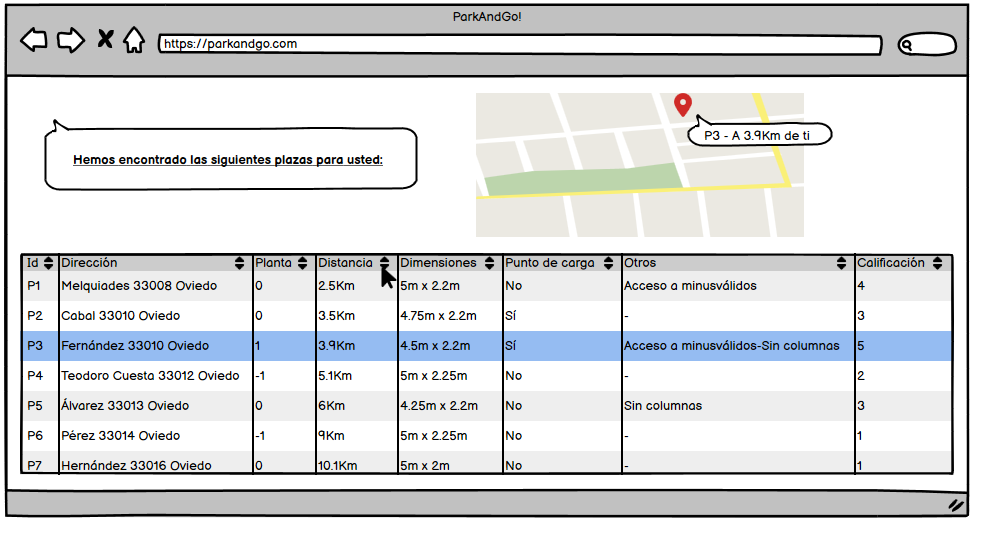 ParkAndGo!
https://parkandgo.com
Hemos encontrado las siguientes plazas para usted:
P3 - A 3.9Km de ti
Id Dirección Planta Distancia Dimensiones Punto de carga Otros Calificación
P1 Melquiades 33008 Oviedo 0 2.5Km 5m x 2.2m No Acceso a minusválidos 4
P2 Cabal 33010 Oviedo 0 3.5Km 4.75m x 2.2m Sí - 3
P3 Fernández 33010 Oviedo 1 3.9Km 4.5m x 2.2m Sí Acceso a minusválidos-Sin columnas 5
P4 Teodoro Cuesta 33012 Oviedo -1 5.1Km 5m x 2.25m No - 2
P5 Álvarez 33013 Oviedo 0 6Km 4.25m x 2.2m No Sin columnas 3
P6 Pérez 33014 Oviedo -1 9Km 5m x 2.25m No - 1
P7 Hernández 33016 Oviedo 0 10.1Km 5m x 2m No - 1